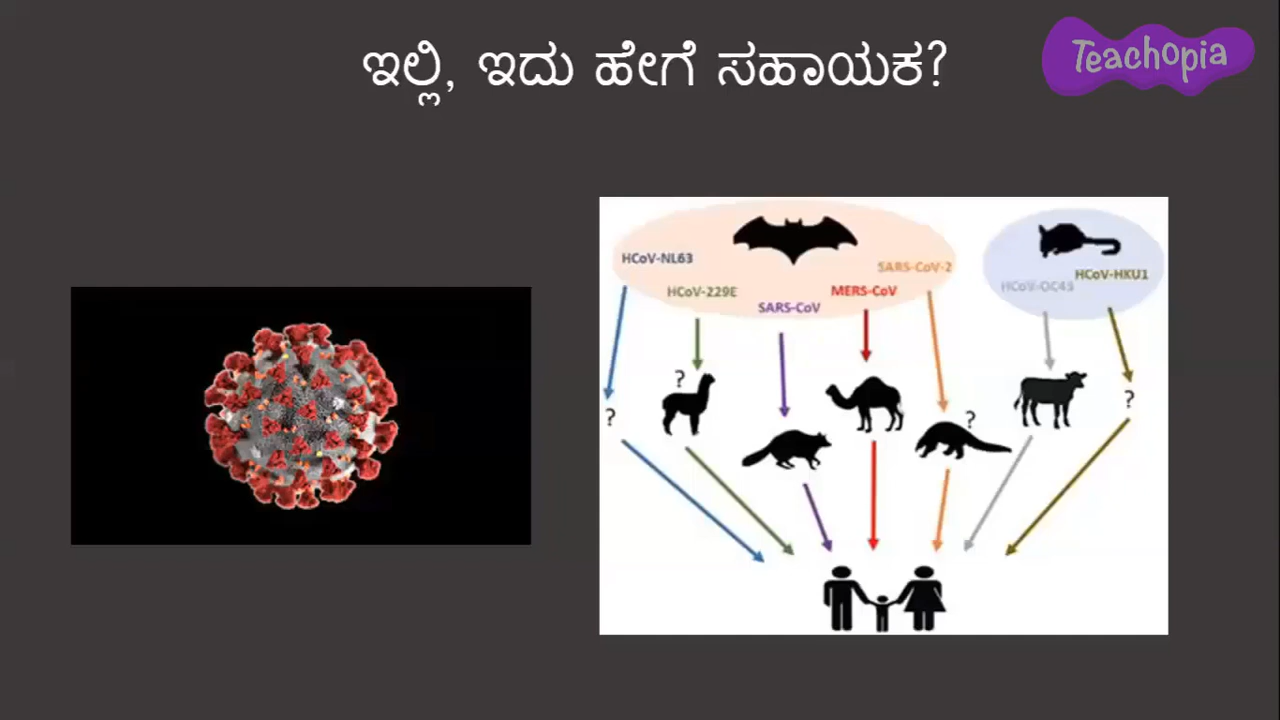 ಇಲ್ಲಿ, ಇದು ಹೇಗೆ ಸಹಾಯಕ?
Teachopia
HCoV-NL63
SARS-CoV-2
HCoV-229E
MERS-CoV
SARS-CoV
HCoV-HKU1
HCoV-OC43
?
?
?
?